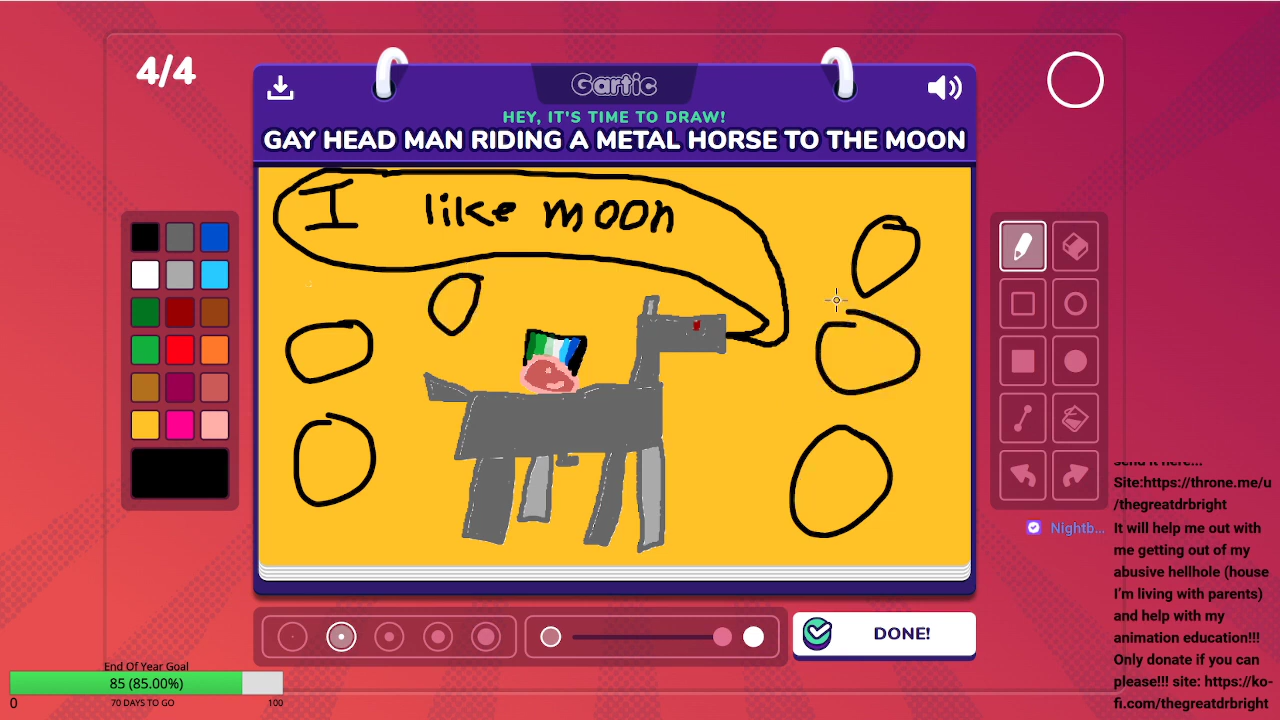 4/4
Gartic
HEY, IT'S TIME TO DRAW!
GAY HEAD MAN RIDING A METAL HORSE TO THE MOON
I like moon
send it here...
Site:https://throne.me/u
/thegreatdrbright
Nightb...
It will help me out with
me getting out of my
abusive hellhole (house
I'm living with parents)
and help with my
animation education!!!
Only donate if you can
please!!! site: https://ko-
fi.com/thegreatdrbright
DONE!
End Of Year Goal
85 (85.00%)
0
70 DAYS TO GO
100